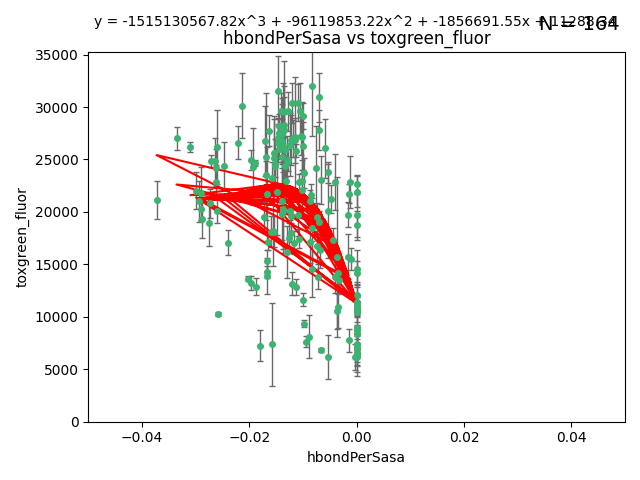 y = -1515130567.82x^3 + -96119853.22x^2 + -1856691.55x +
N = 164
hbondPerSasa vs toxgreen_fluor
35000
30000
25000
20000
15000
10000
5000
0
toxgreen_fluor
−0.04
−0.02
0.00
0.02
0.04
hbondPerSasa